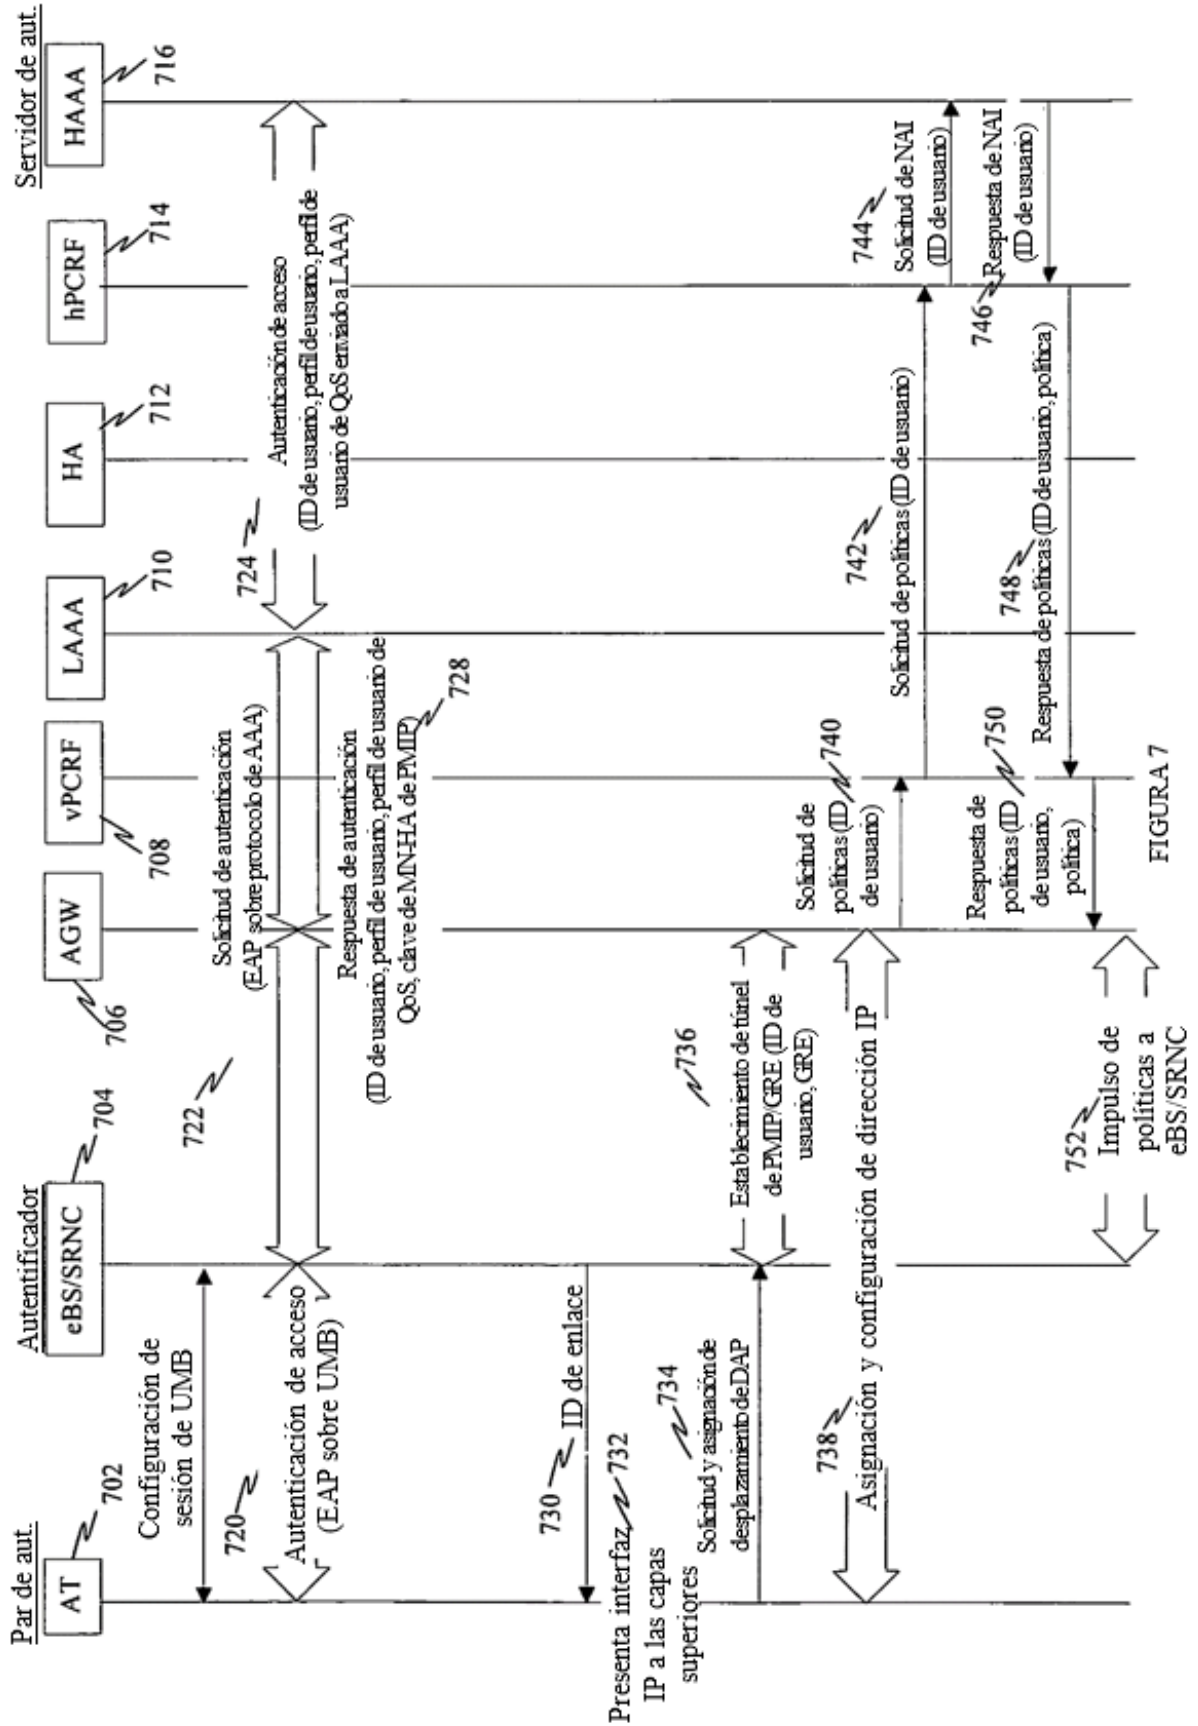 Par de aut.
Autentificador
Servidor de aut.
AT
702
eBS/SRNC
704
AGW
706
vPCRF
708
LAAA
710
HA
712
hPCRF
714
HAAA
716
Configuración de
sesión de UMB
720
Autenticación de acceso
(EAP sobre UMB)
722
Solicitud de autenticación
(EAP sobre protocolo de AAA)
724
Autenticación de acceso
(ID de usuario, perfil de usuario, perfil de
usuario de QoS enviado a LAAA)
Respuesta de autenticación
(ID de usuario, perfil de usuario, perfil de usuario de
QoS, clave de MN-HA de PMIP)
728
730
ID de enlace
Presenta interfaz
IP a las capas
superiores
732
734
Solicitud y asignación de
desplazamiento de DAP
736
Establecimiento de túnel
de PMIP/GRE (ID de
usuario, GRE)
738
Asignación y configuración de dirección IP
Solicitud de
políticas (ID
de usuario)
740
742
Solicitud de políticas (ID de usuario)
744
Solicitud de NAI
(ID de usuario)
746
Respuesta de NAI
(ID de usuario)
748
Respuesta de políticas (ID de usuario, política)
Respuesta de
políticas (ID
de usuario,
política)
750
752
Impulso de
políticas a
eBS/SRNC
FIGURA 7